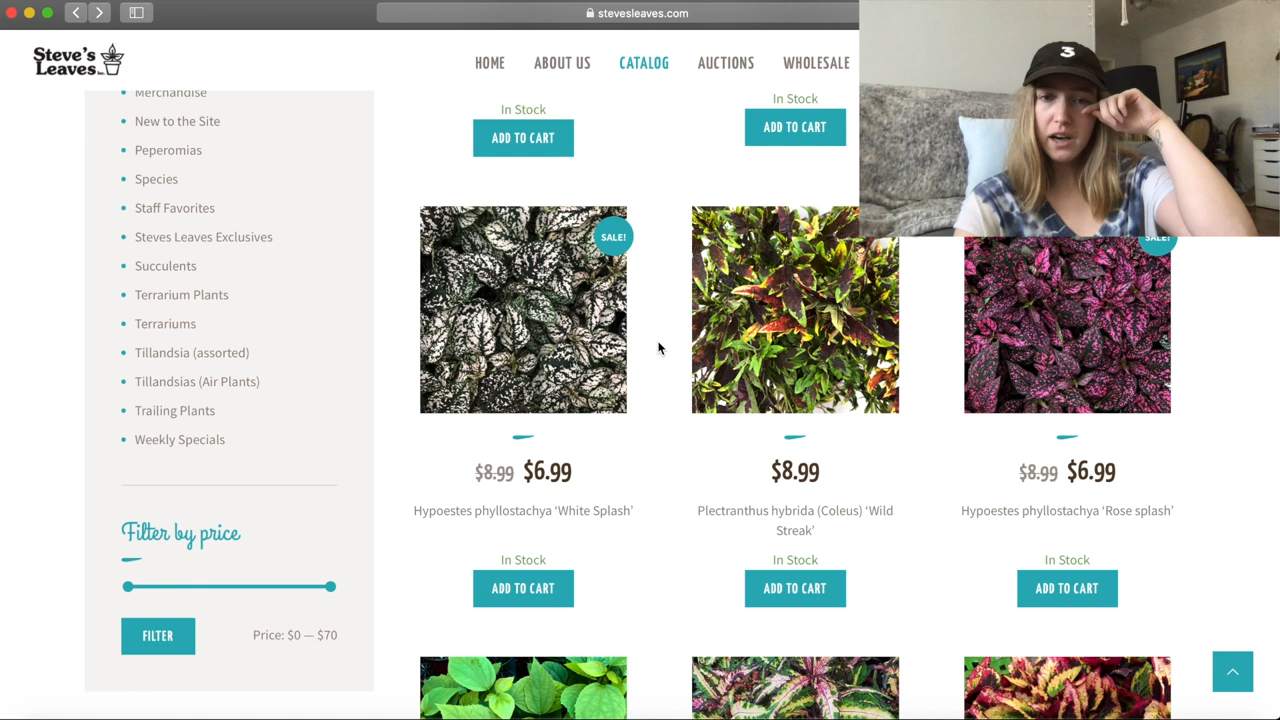 stevesleaves.com
Steve's
Leaves Inc.
HOME
ABOUT US
CATALOG
AUCTIONS
WHOLESALE
3
Merchandise
New to the Site
Peperomias
Species
Staff Favorites
Steves Leaves Exclusives
Succulents
Terrarium Plants
Terrariums
Tillandsia (assorted)
Tillandsias (Air Plants)
Trailing Plants
Weekly Specials
Filter by price
FILTER
Price: $0 — $70
In Stock
ADD TO CART
In Stock
ADD TO CART
SALE!
$8.99 $6.99
Hypoestes phyllostachya ‘White Splash’
In Stock
ADD TO CART
$8.99
Plectranthus hybrida (Coleus) ‘Wild
Streak’
In Stock
ADD TO CART
SALE!
$8.99 $6.99
Hypoestes phyllostachya ‘Rose splash’
In Stock
ADD TO CART